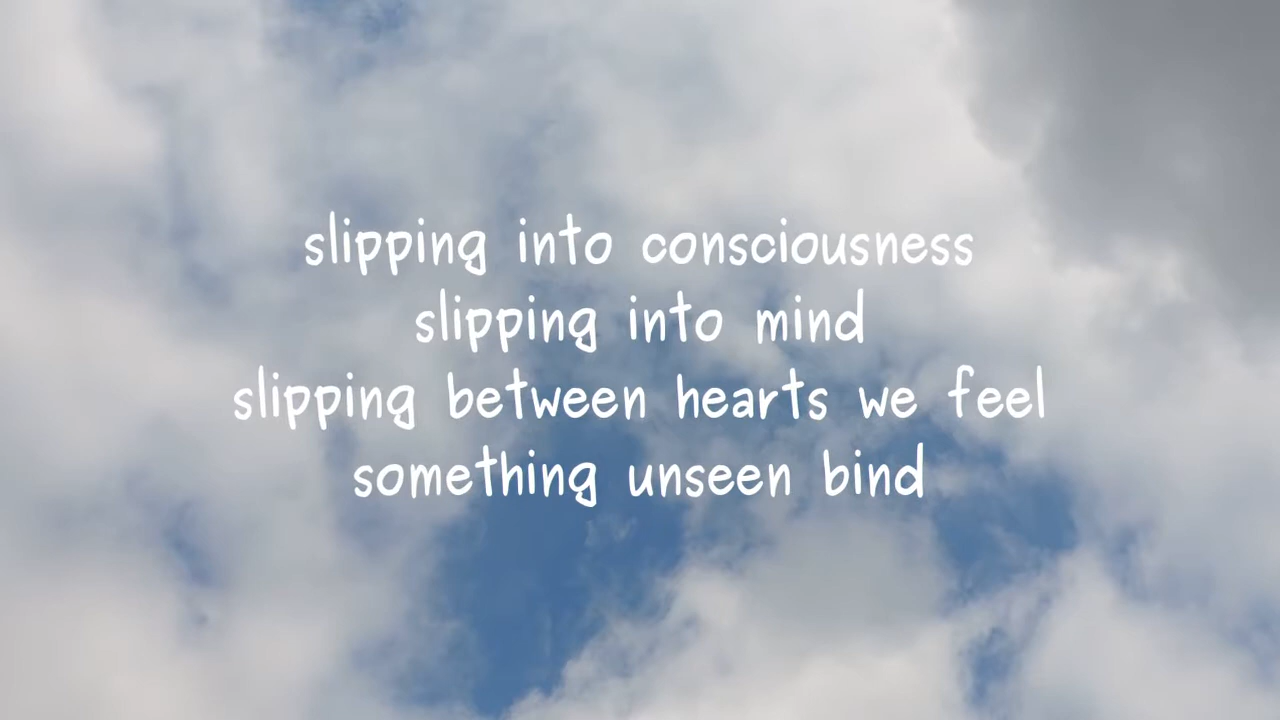 slipping into consciousness
slipping into mind
slipping between hearts we feel
something unseen bind